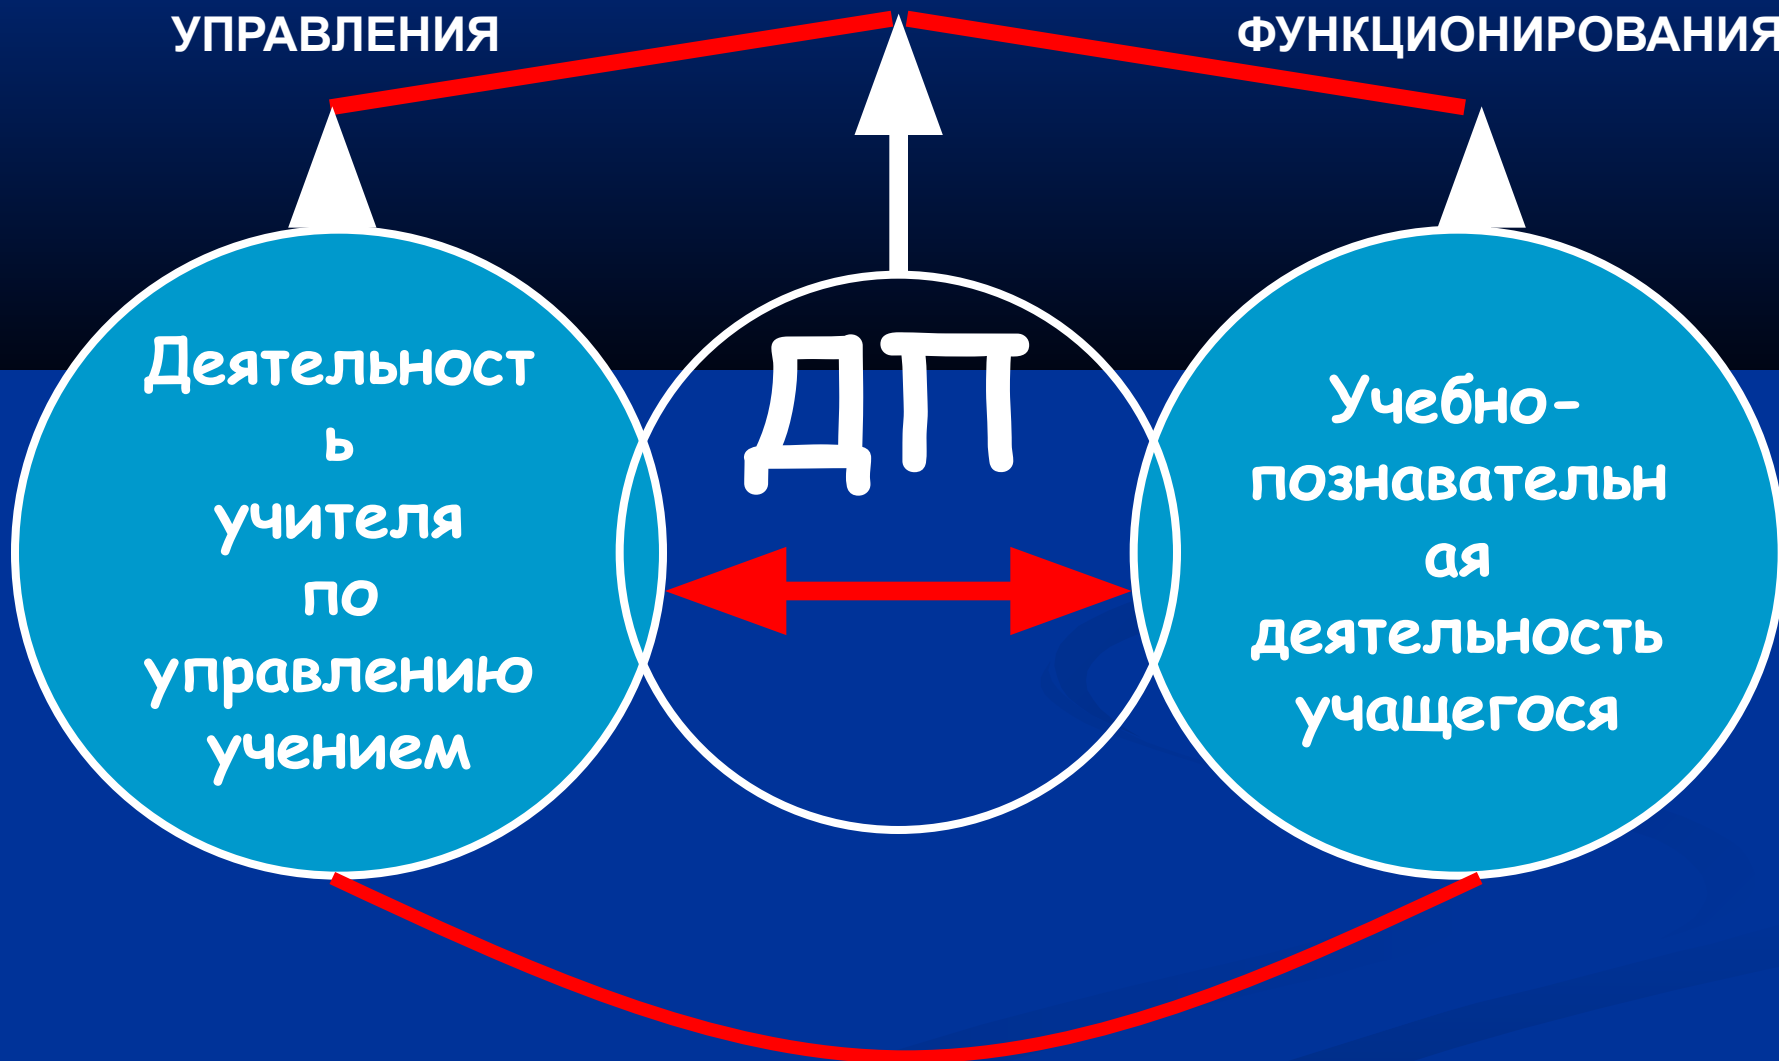 УПРАВЛЕНИЯ
ФУНКЦИОНИРОВАНИЯ
ДП
Деятельност
ь
учителя
по
управлению
учением
Учебно-
познавательн
ая
деятельность
учащегося